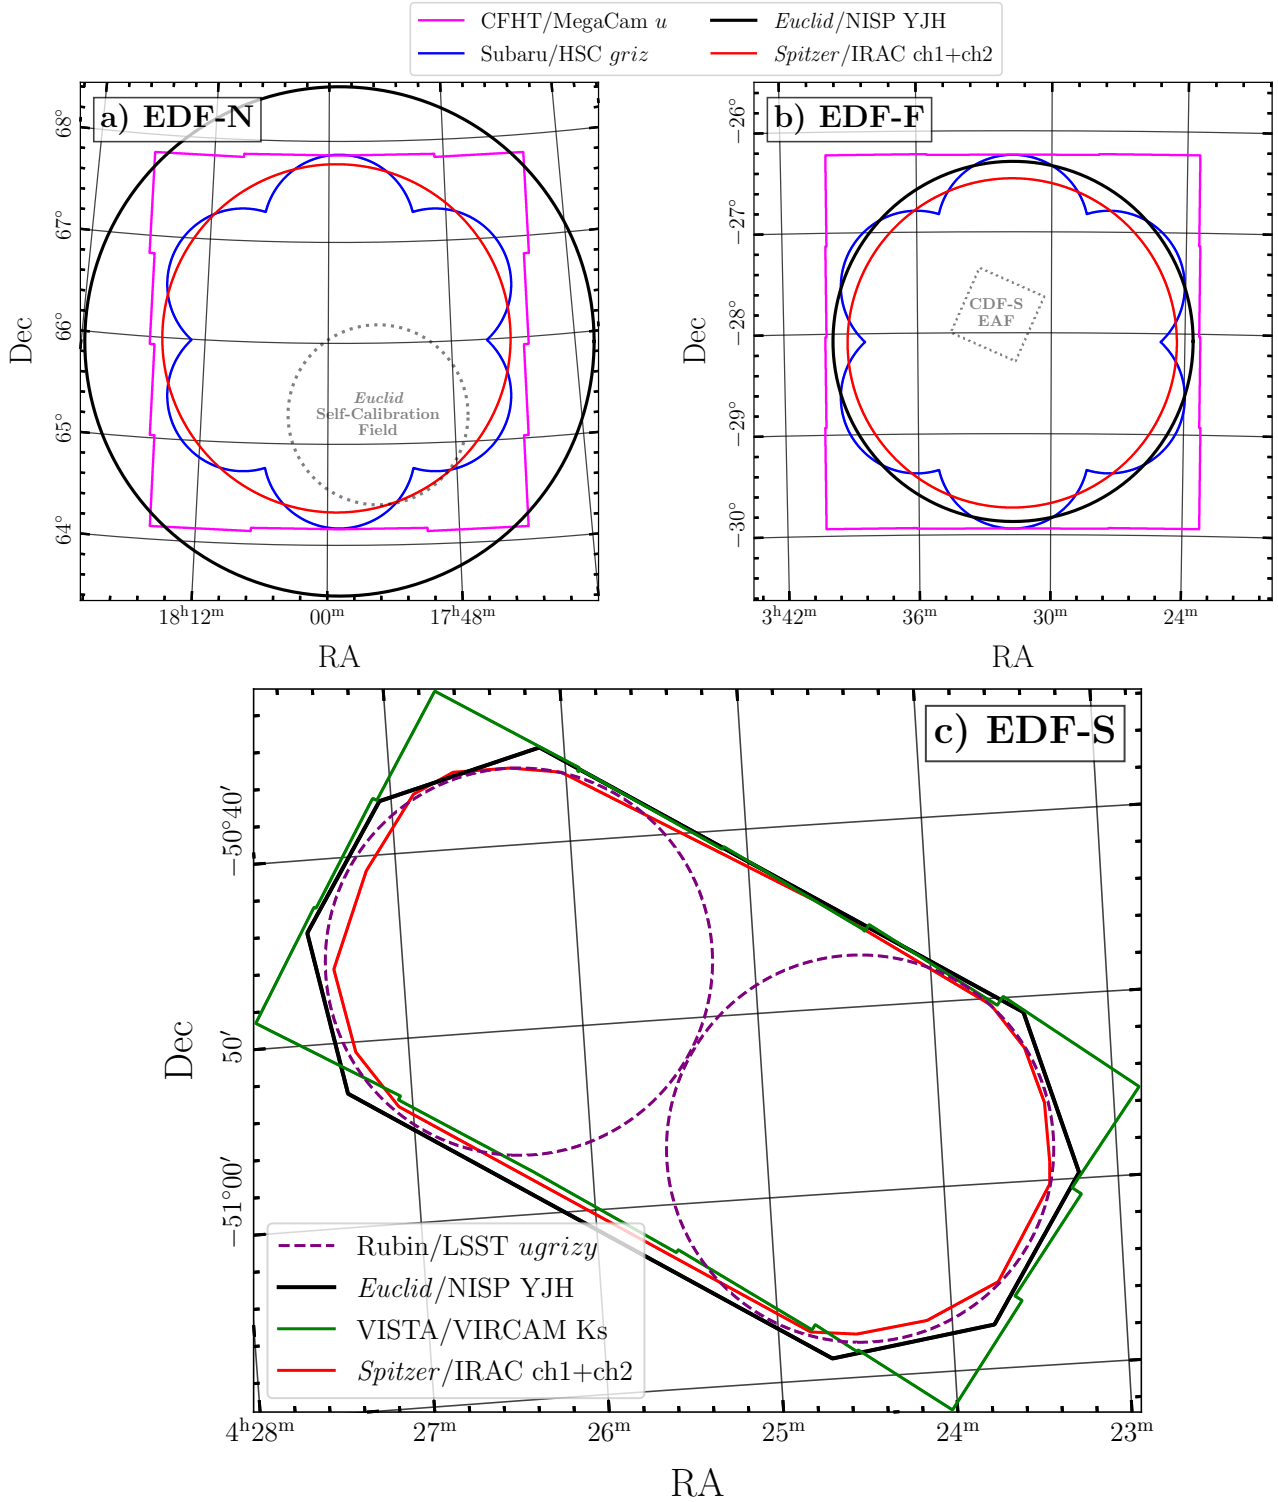 CFHT/MegaCam u
Subaru/HSC griz
Euclid/NISP YJH
Spitzer/IRAC ch1+ch2
a) EDF-N
68°
67°
66°
65°
64°
Dec
Euclid
Self-Calibration
Field
18ʰ12ᵐ
00ᵐ
17ʰ48ᵐ
RA
b) EDF-F
−26°
−27°
−28°
−29°
−30°
Dec
CDF-S
EAF
3ʰ42ᵐ
36ᵐ
30ᵐ
24ᵐ
RA
c) EDF-S
−50°40′
50′
−51°00′
Dec
Rubin/LSST ugrizy
Euclid/NISP YJH
VISTA/VIRCAM Ks
Spitzer/IRAC ch1+ch2
4ʰ28ᵐ
27ᵐ
26ᵐ
25ᵐ
24ᵐ
23ᵐ
RA